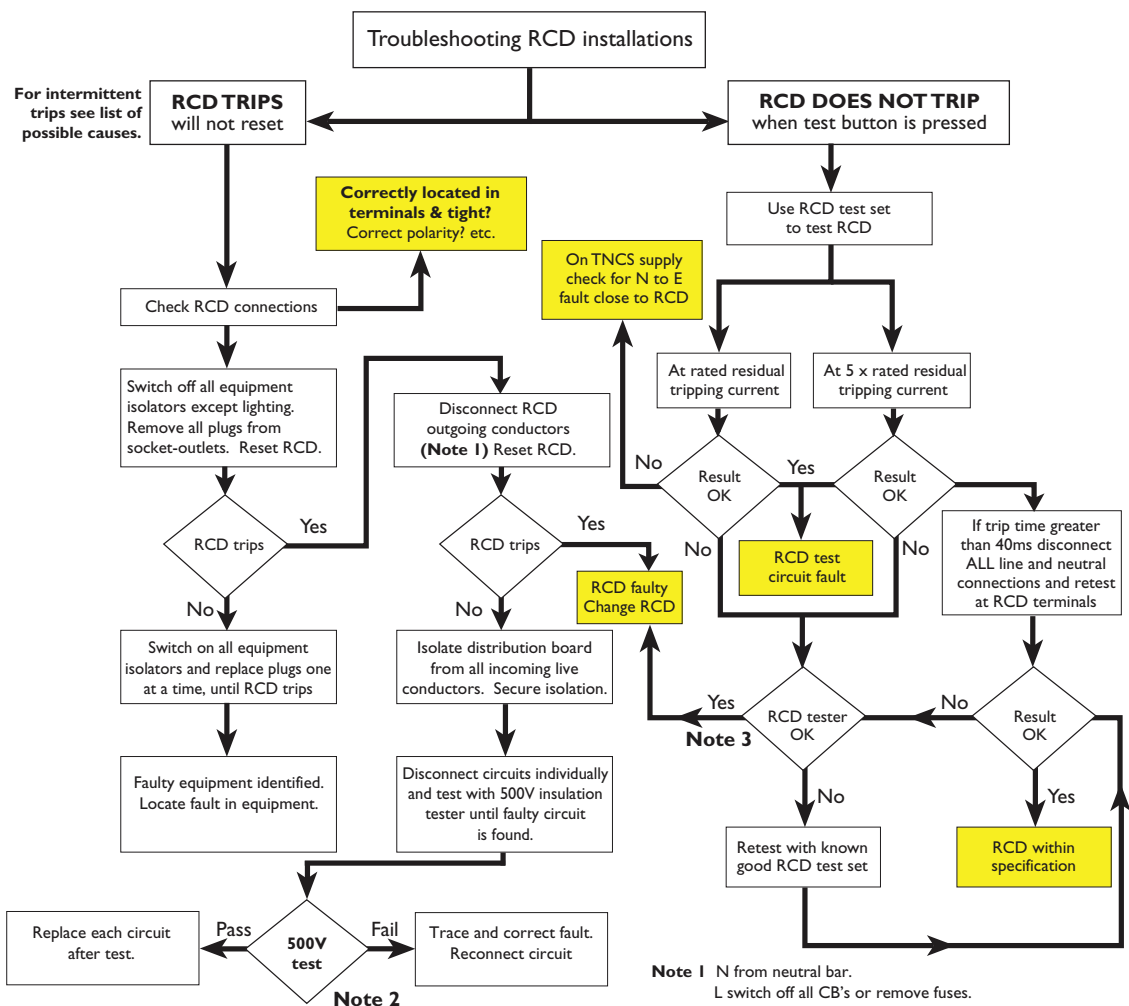 Troubleshooting RCD installations
For intermittent
trips see list of
possible causes.
RCD TRIPS
will not reset
RCD DOES NOT TRIP
when test button is pressed
Correctly located in
terminals & tight?
Correct polarity? etc.
Use RCD test set
to test RCD
On TNCS supply
check for N to E
fault close to RCD
Check RCD connections
Switch off all equipment
isolators except lighting.
Remove all plugs from
socket-outlets. Reset RCD.
Disconnect RCD
outgoing conductors
(Note 1) Reset RCD.
At rated residual
tripping current
At 5 x rated residual
tripping current
No
Result
OK
Yes
Result
OK
RCD trips
Yes
RCD trips
Yes
No
RCD test
circuit fault
No
If trip time greater
than 40ms disconnect
ALL line and neutral
connections and retest
at RCD terminals
RCD faulty
Change RCD
No
No
Switch on all equipment
isolators and replace plugs one
at a time, until RCD trips
Isolate distribution board
from all incoming live
conductors. Secure isolation.
Yes
Note 3
RCD tester
OK
No
Result
OK
Faulty equipment identified.
Locate fault in equipment.
Disconnect circuits individually
and test with 500V insulation
tester until faulty circuit
is found.
No
Yes
Retest with known
good RCD test set
RCD within
specification
Replace each circuit
after test.
Pass
500V
test
Fail
Trace and correct fault.
Reconnect circuit
Note 2
Note 1 N from neutral bar.
L switch off all CB's or remove fuses.